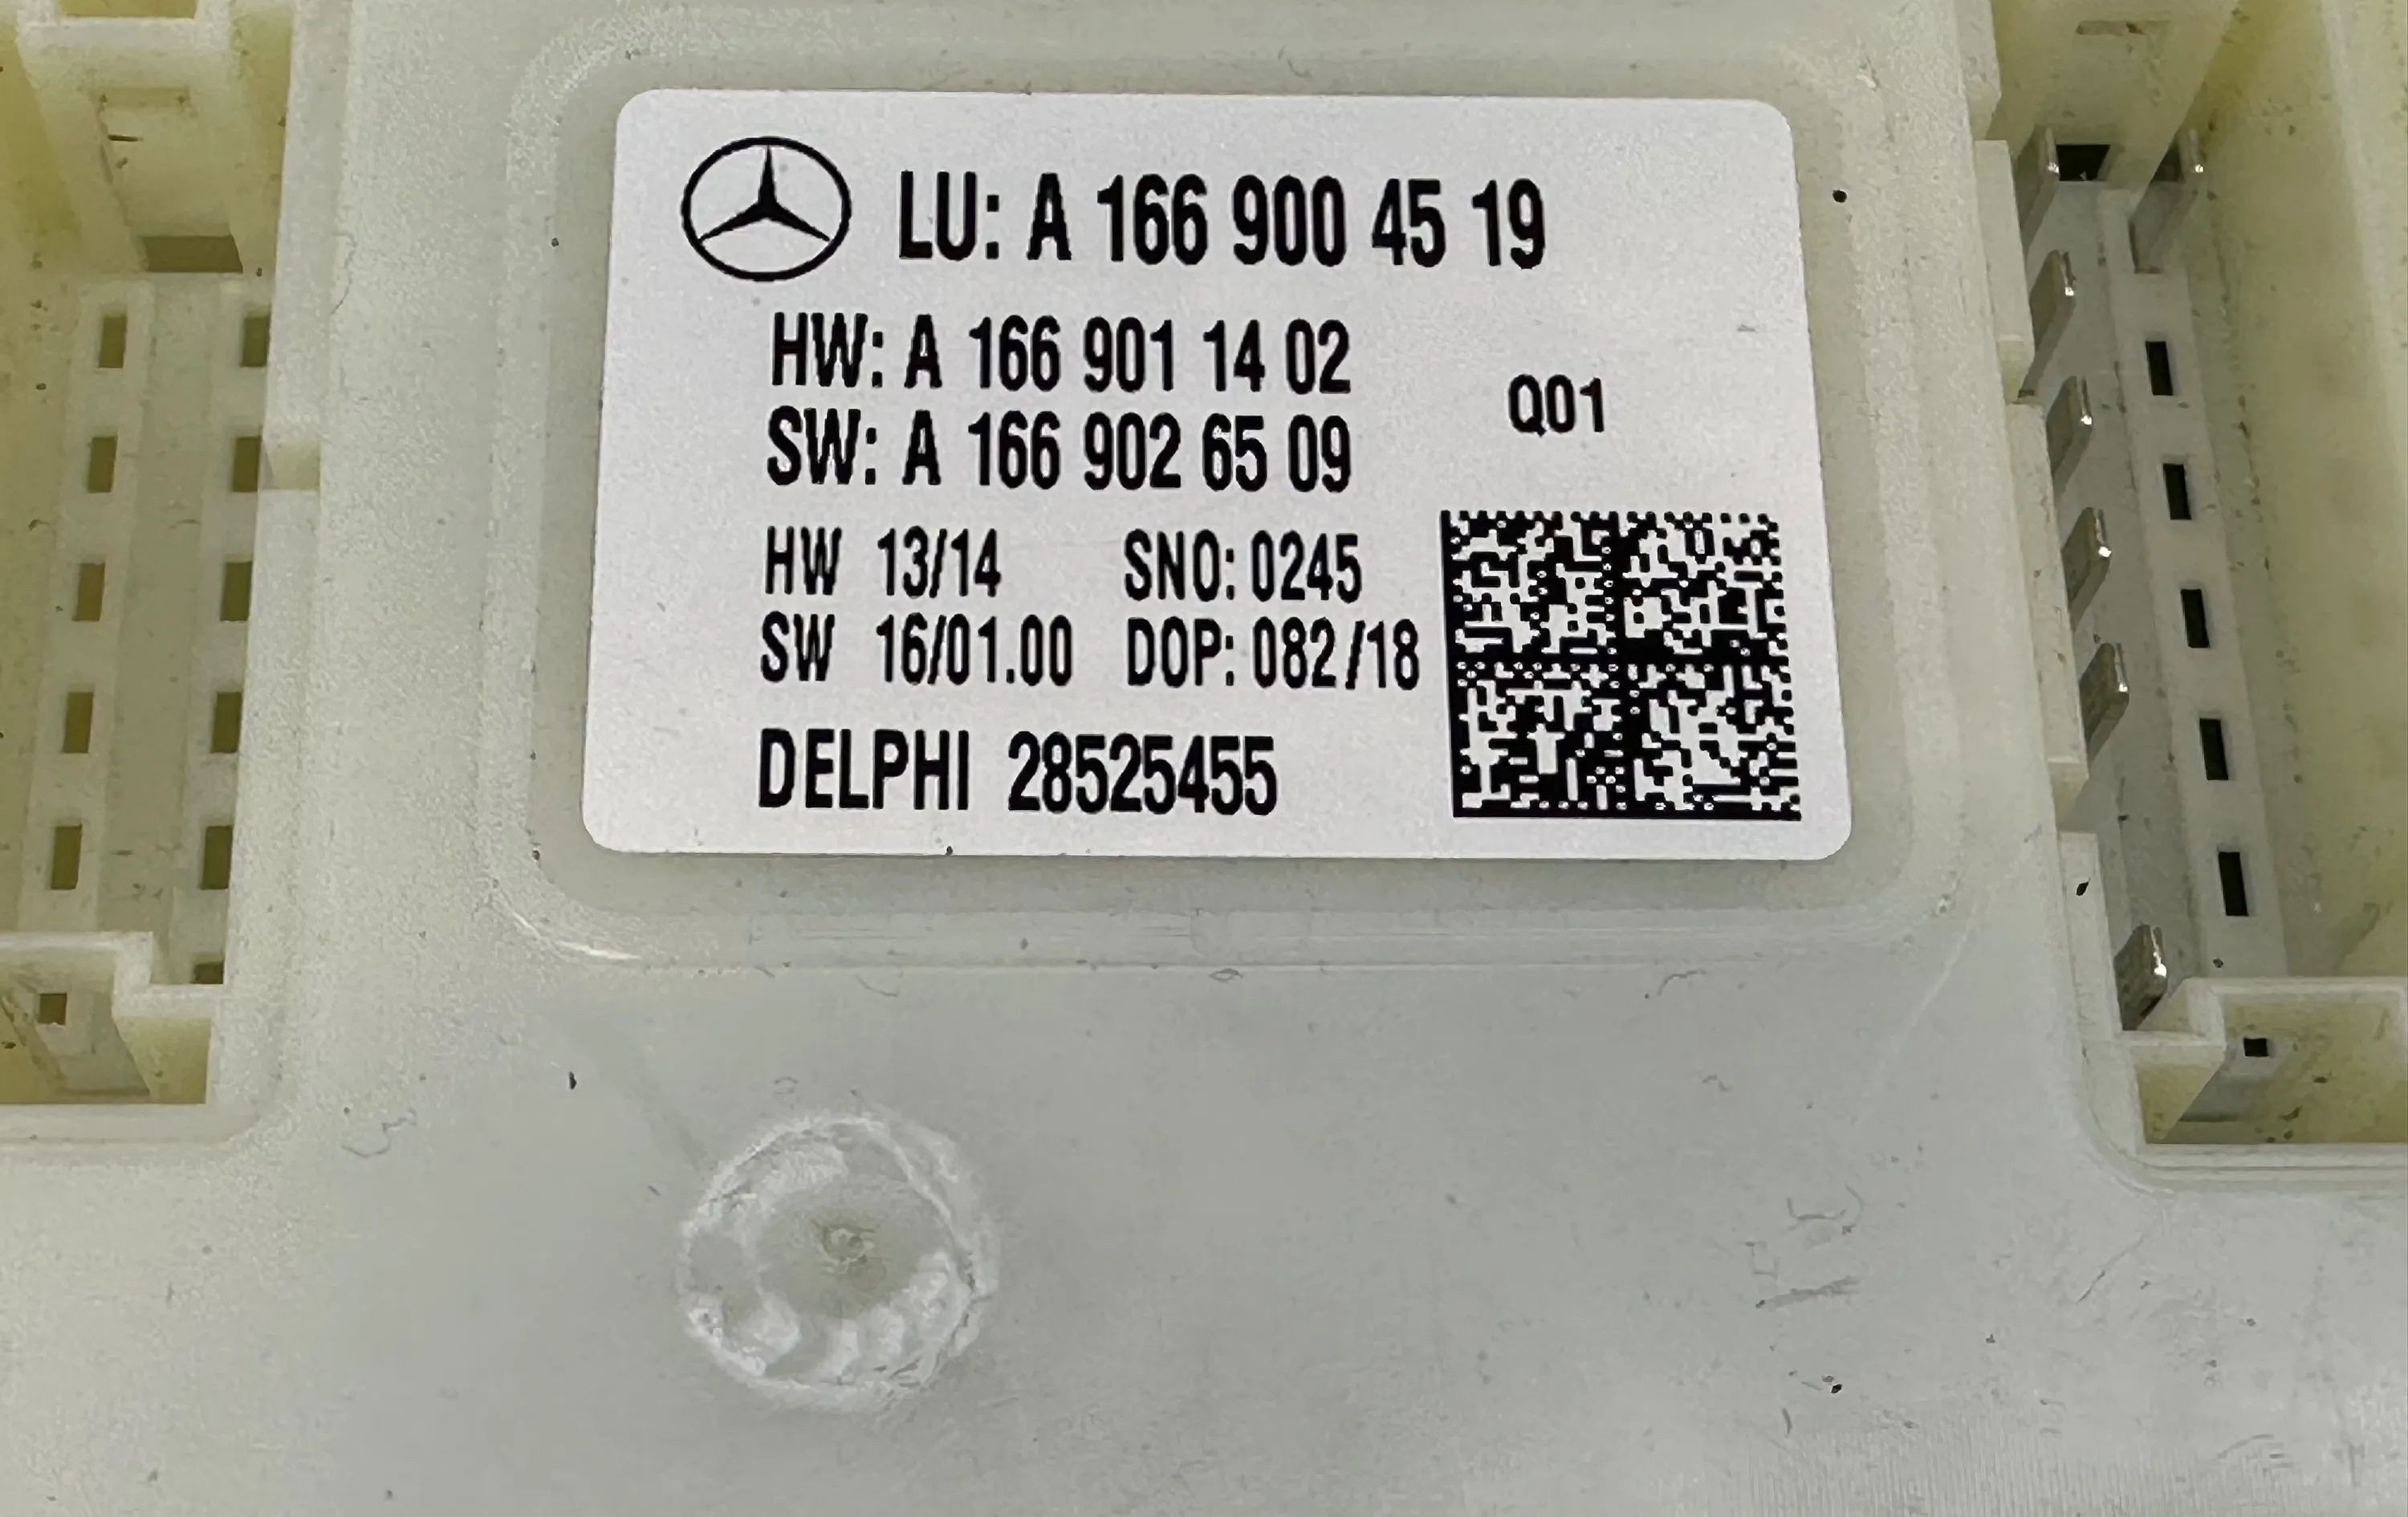 LU: A 166 900 45 19
HW: A 166 901 14 02
SW: A 166 902 65 09
Q01
HW 13/14 SNO: 0245
SW 16/01.00 DOP: 082/18
DELPHI 28525455